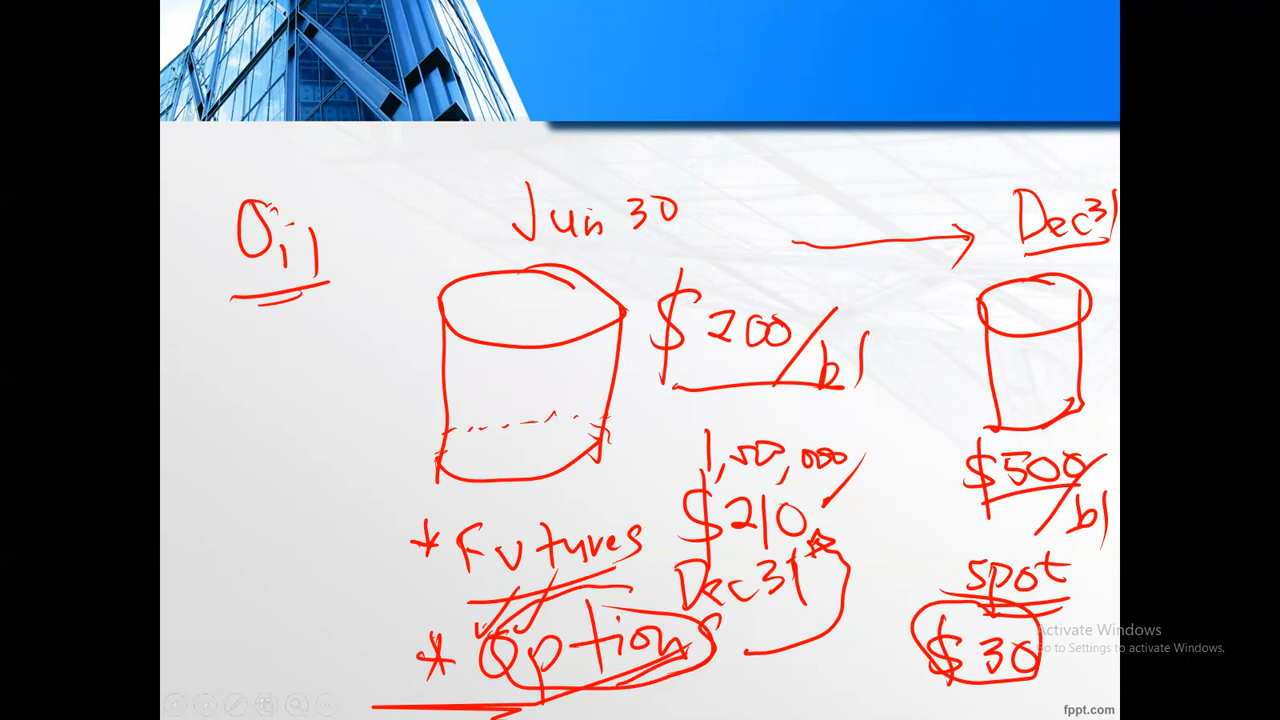 Oil
Jun 30
Dec 31
$200/bl
1,50,000/
$500/bl
* Futures
$210
Dec 31
spot
* Options
$30
Activate Windows
Go to Settings to activate Windows.
fppt.com